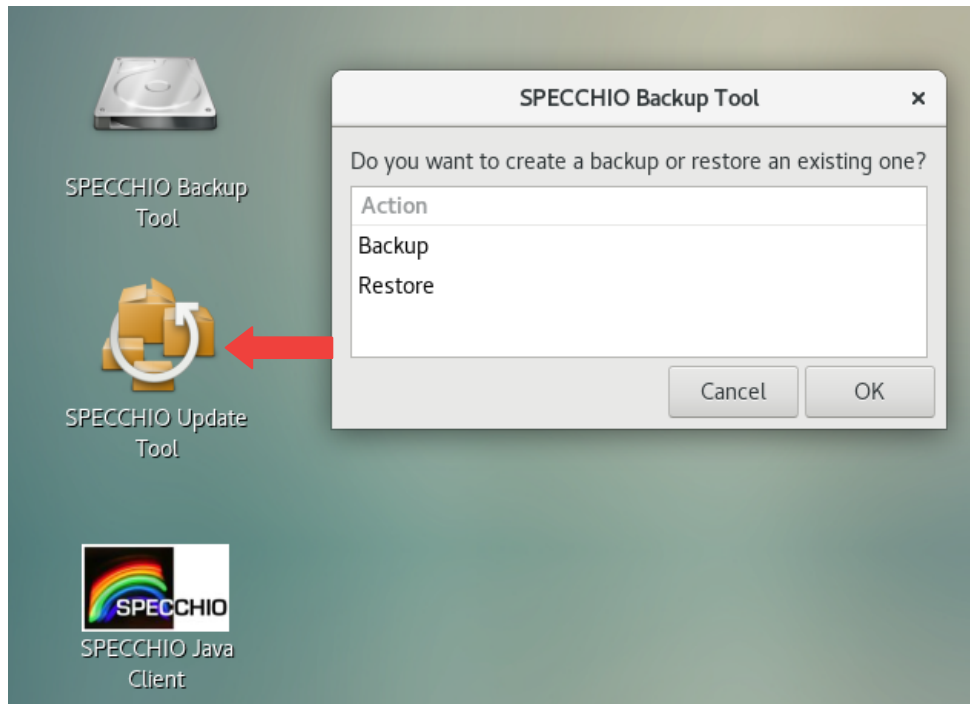 SPECCHIO Backup
Tool
SPECCHIO Update
Tool
SPECCHIO
SPECCHIO Java
Client
SPECCHIO Backup Tool
Do you want to create a backup or restore an existing one?
Action
Backup
Restore
Cancel
OK